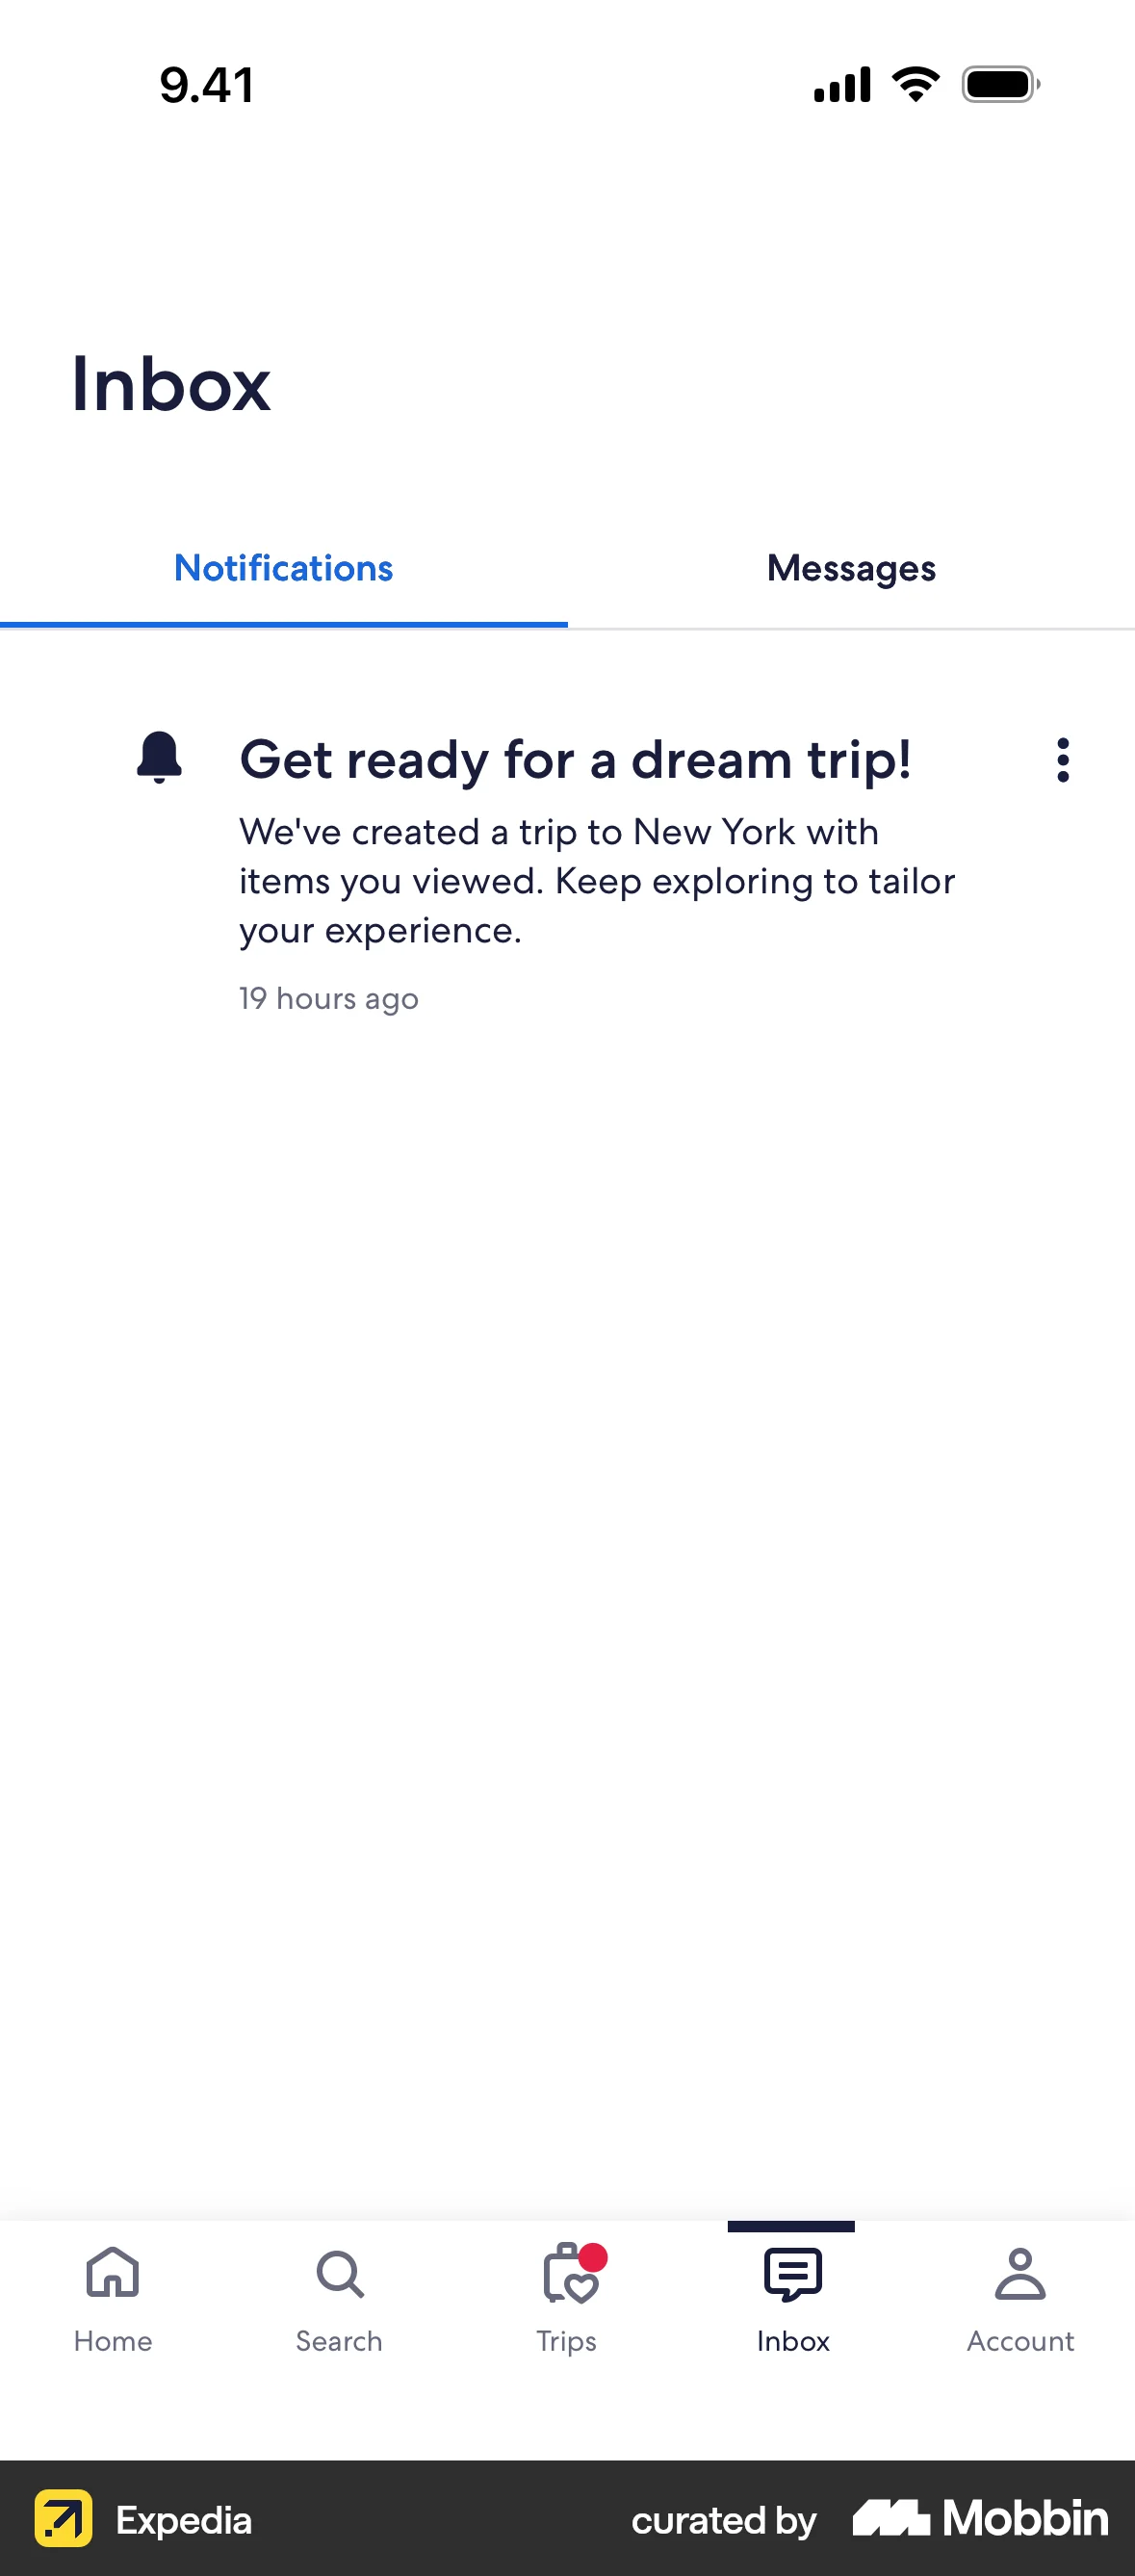 9.41
Inbox
Notifications
Messages
Get ready for a dream trip!
We've created a trip to New York with
items you viewed. Keep exploring to tailor
your experience.
19 hours ago
Home
Search
Trips
Inbox
Account
Expedia
curated by
Mobbin